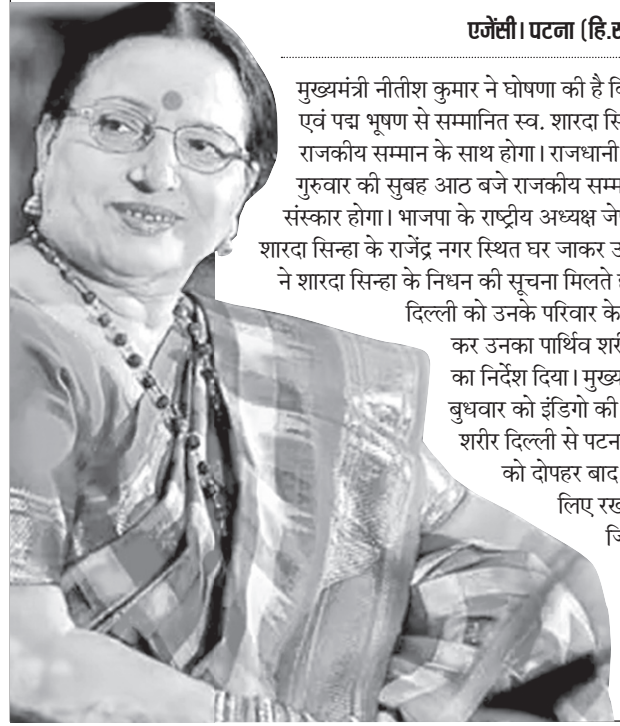 एजेंसी। पटना (हि.स
मुख्यमंत्री नीतीश कुमार ने घोषणा की है
एवं पद्म भूषण से सम्मानित स्व. शारदा सि
राजकीय सम्मान के साथ होगा। राजधानी
गुरुवार की सुबह आठ बजे राजकीय सम्म
संस्कार होगा। भाजपा के राष्ट्रीय अध्यक्ष जे
शारदा सिन्हा के राजेंद्र नगर स्थित घर जाकर उ
ने शारदा सिन्हा के निधन की सूचना मिलते
दिल्ली को उनके परिवार के
कर उनका पार्थिव शरी
का निर्देश दिया। मुख्य
बुधवार को इंडिगो की
शरीर दिल्ली से पटन
को दोपहर बाद
लिए रख
जि